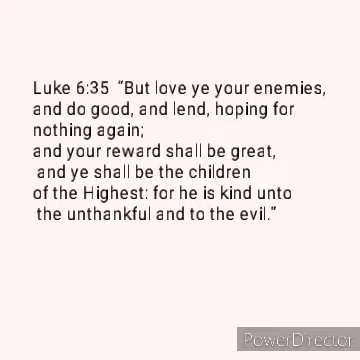 Luke 6:35 "But love ye your enemies,
and do good, and lend, hoping for
nothing again;
and your reward shall be great,
and ye shall be the children
of the Highest: for he is kind unto
the unthankful and to the evil."
PowerDirector